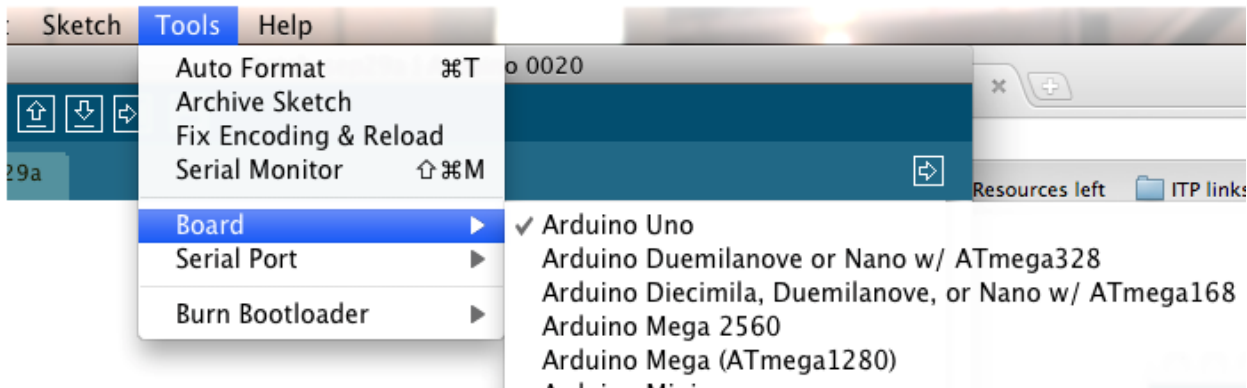 Sketch Tools Help
Auto Format ⌘T
o 0020
Archive Sketch
Fix Encoding & Reload
Serial Monitor ⇧⌘M
29a
Resources left ITP links
Board
✓ Arduino Uno
Serial Port
Arduino Duemilanove or Nano w/ ATmega328
Arduino Diecimila, Duemilanove, or Nano w/ ATmega168
Burn Bootloader
Arduino Mega 2560
Arduino Mega (ATmega1280)